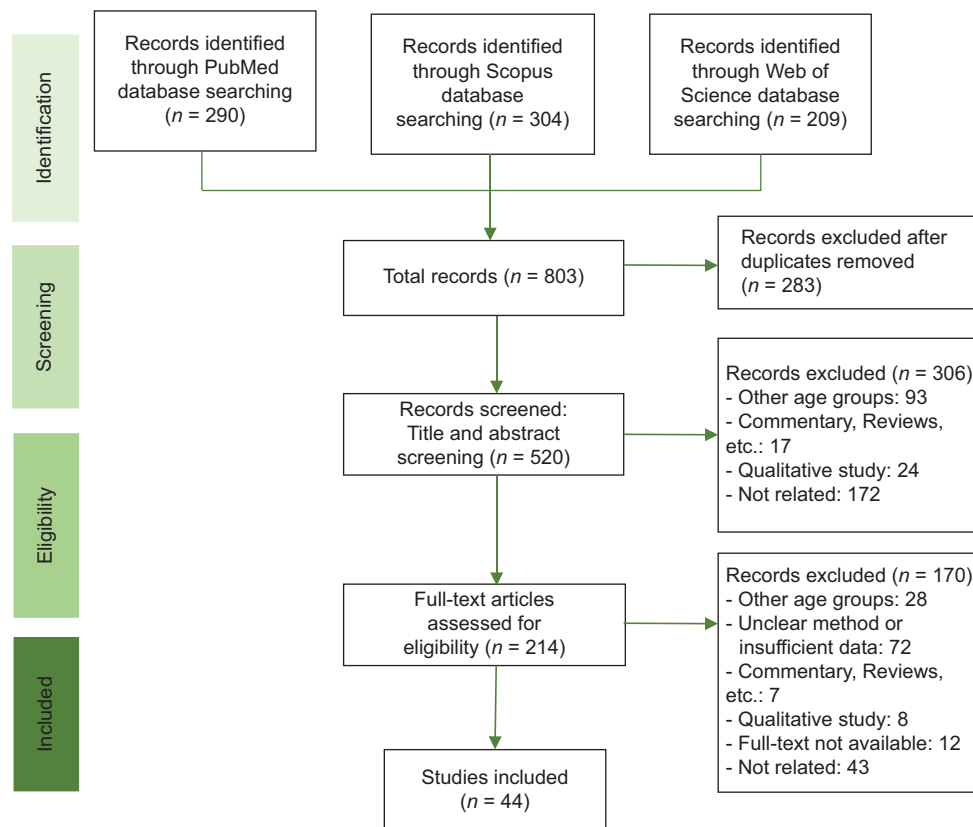 Identification
Records identified
through PubMed
database searching
(n = 290)
Records identified
through Scopus
database
searching (n = 304)
Records identified
through Web of
Science database
searching (n = 209)
Screening
Total records (n = 803)
Records excluded after
duplicates removed
(n = 283)
Records screened:
Title and abstract
screening (n = 520)
Records excluded (n = 306)
- Other age groups: 93
- Commentary, Reviews,
etc.: 17
- Qualitative study: 24
- Not related: 172
Eligibility
Full-text articles
assessed for
eligibility (n = 214)
Records excluded (n = 170)
- Other age groups: 28
- Unclear method or
insufficient data: 72
- Commentary, Reviews,
etc.: 7
- Qualitative study: 8
- Full-text not available: 12
- Not related: 43
Included
Studies included
(n = 44)